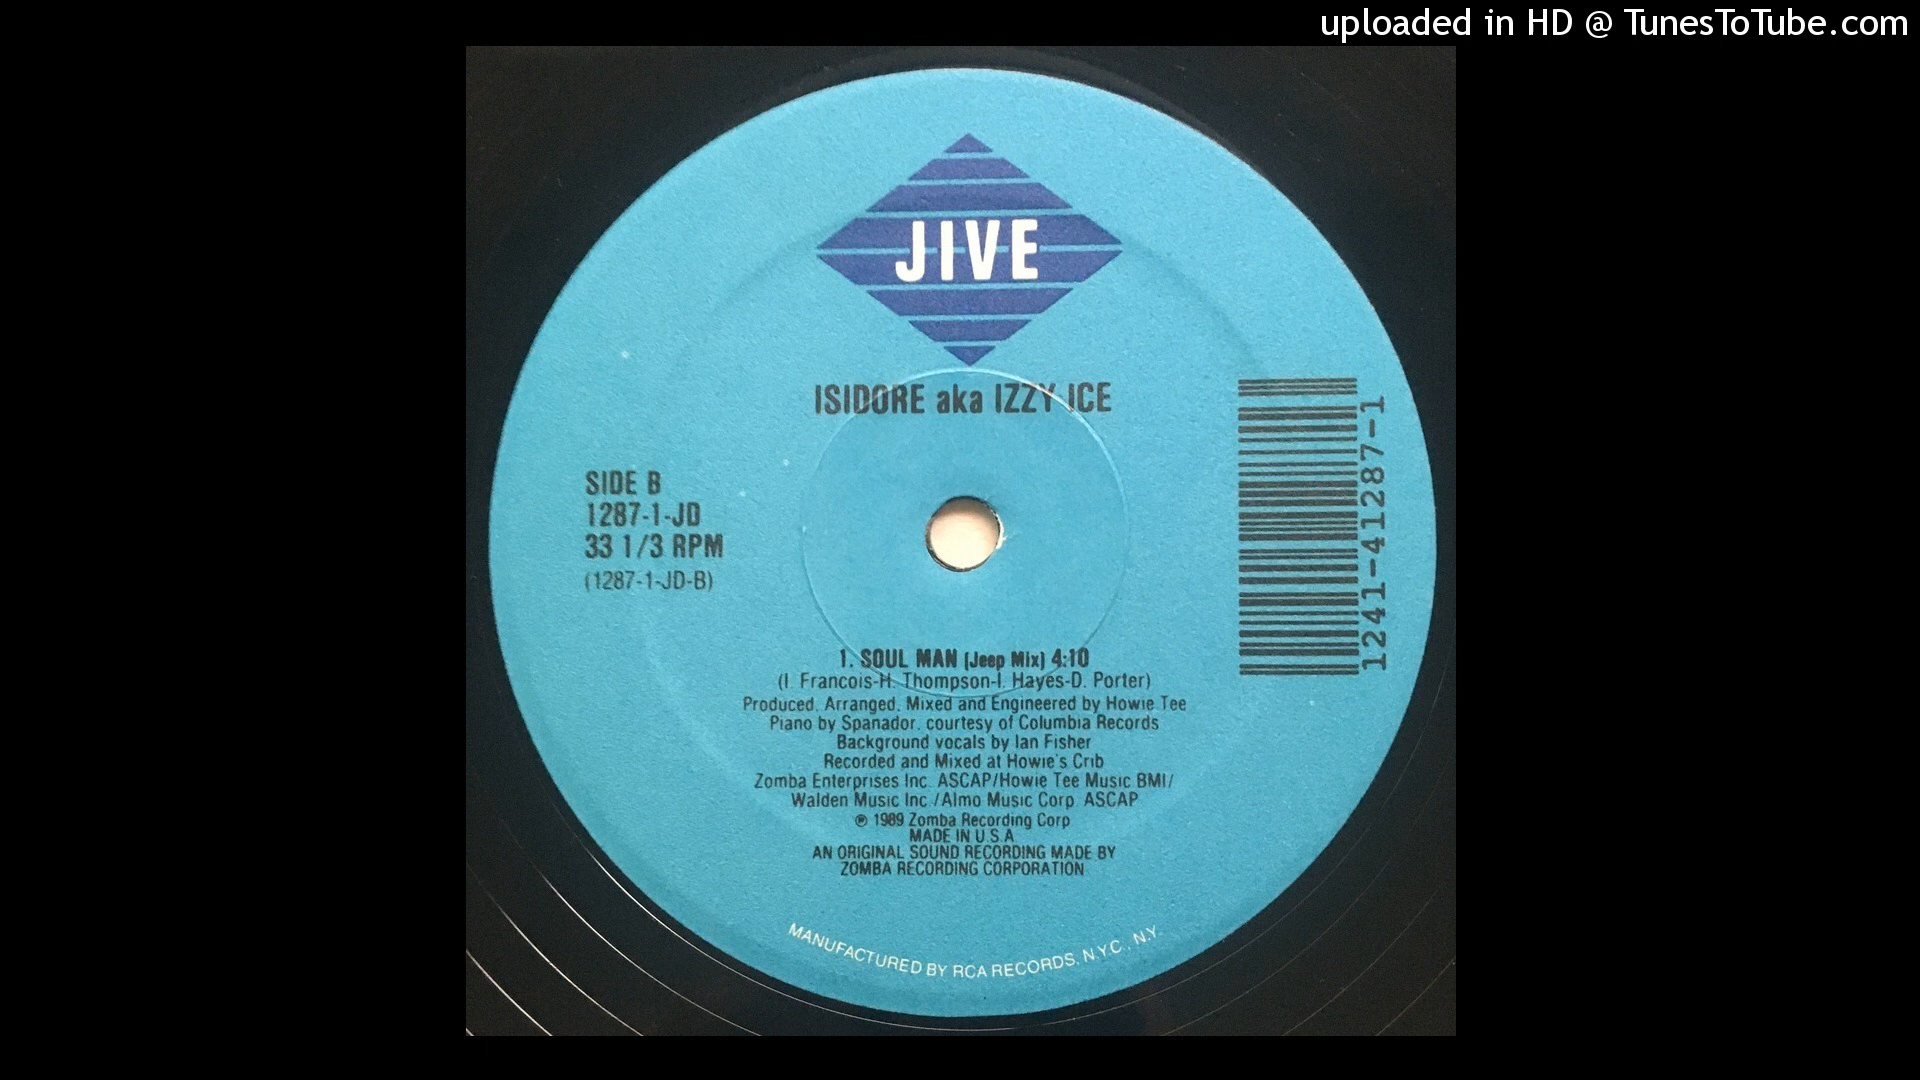 uploaded in HD @ TunesToTube.com
JIVE
ISIDORE aka IZZY ICE
SIDE B
1287-1-JD
33 1/3 RPM
(1287-1-JD-B)
1241-41287-1
1. SOUL MAN (Jeep Mix) 4:10
(I. Francois-H. Thompson-I. Hayes-D. Porter)
Produced, Arranged, Mixed and Engineered by Howie Tee
Piano by Spanador, courtesy of Columbia Records
Background vocals by Ian Fisher
Recorded and Mixed at Howie's Crib
Zomba Enterprises Inc. ASCAP/Howie Tee Music BMI/
Walden Music Inc./Almo Music Corp. ASCAP
℗ 1989 Zomba Recording Corp
MADE IN U.S.A.
AN ORIGINAL SOUND RECORDING MADE BY
ZOMBA RECORDING CORPORATION
MANUFACTURED BY RCA RECORDS, N.Y.C., N.Y.